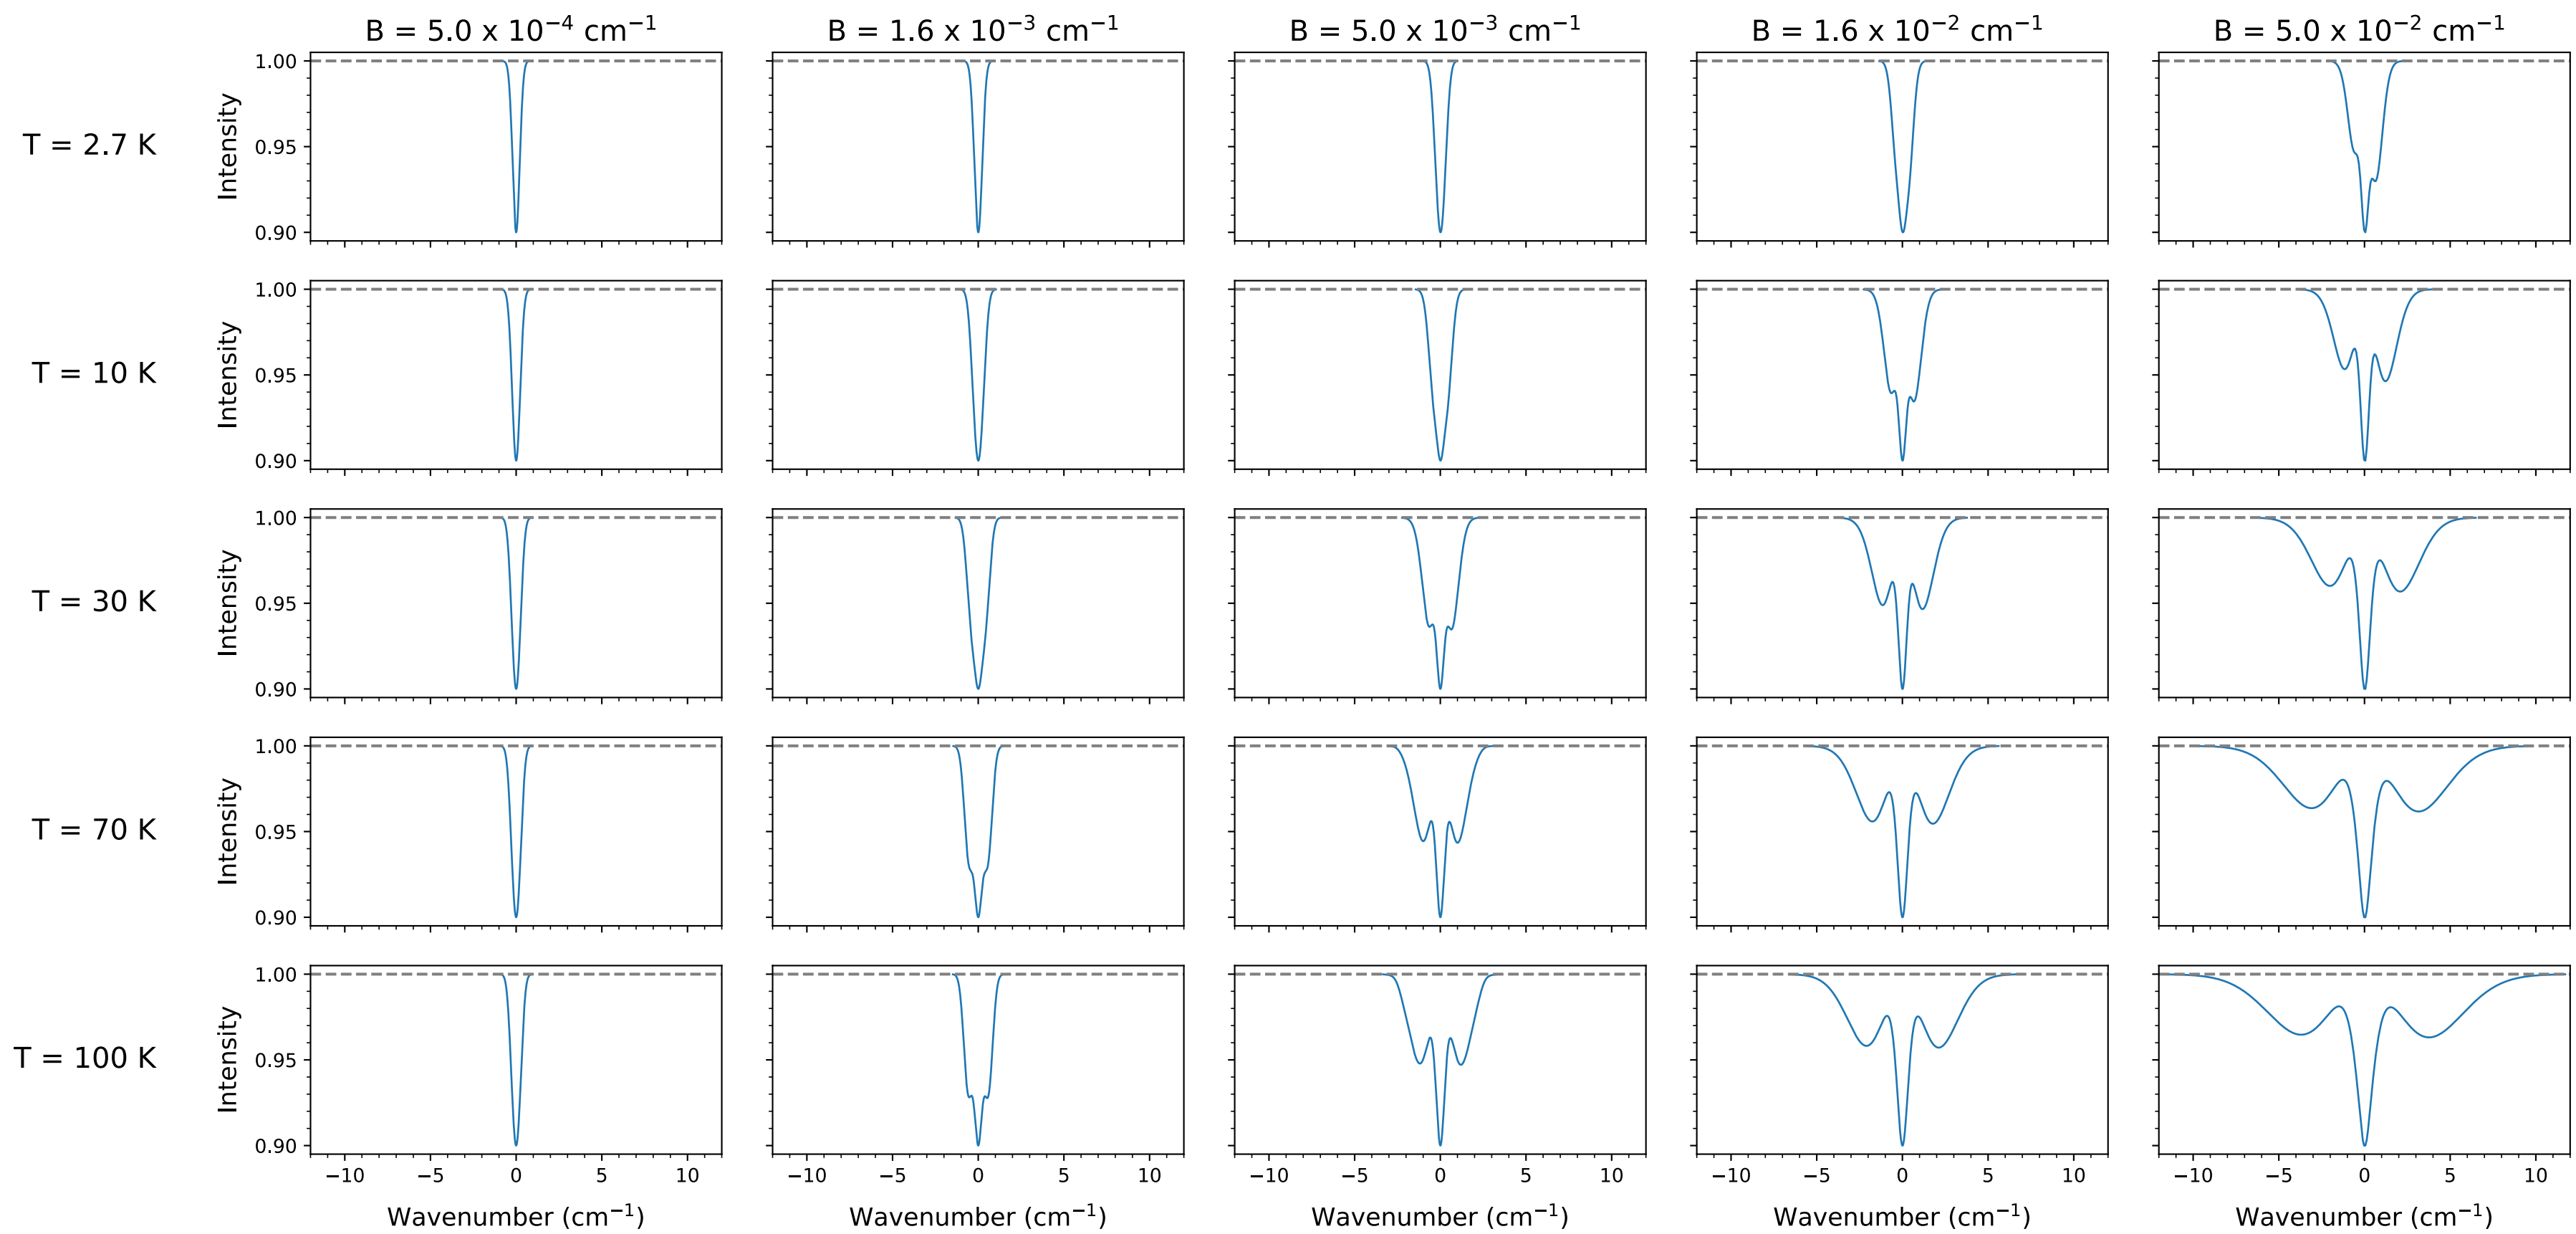 B = 5.0 x 10⁻⁴ cm⁻¹ B = 1.6 x 10⁻³ cm⁻¹ B = 5.0 x 10⁻³ cm⁻¹ B = 1.6 x 10⁻² cm⁻¹ B = 5.0 x 10⁻² cm⁻¹
T = 2.7 K
Intensity
1.00
0.95
0.90
T = 10 K
Intensity
1.00
0.95
0.90
T = 30 K
Intensity
1.00
0.95
0.90
T = 70 K
Intensity
1.00
0.95
0.90
T = 100 K
Intensity
1.00
0.95
0.90
−10 −5 0 5 10 −10 −5 0 5 10 −10 −5 0 5 10 −10 −5 0 5 10 −10 −5 0 5 10
Wavenumber (cm⁻¹) Wavenumber (cm⁻¹) Wavenumber (cm⁻¹) Wavenumber (cm⁻¹) Wavenumber (cm⁻¹)